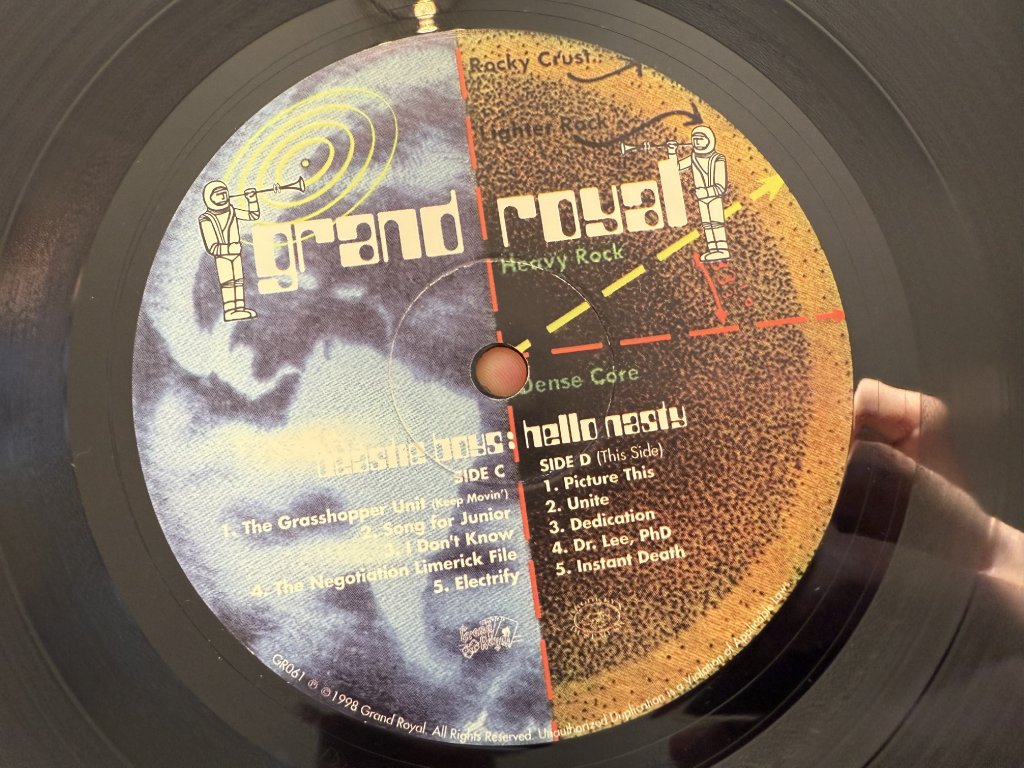 Rocky Crust
Lighter Rock
grand royal
Heavy Rock
Dense Core
beastie boys: hello nasty
SIDE C
1. The Grasshopper Unit (Keep Movin')
2. Song for Junior
3. I Don't Know
4. The Negotiation Limerick File
5. Electrify
SIDE D (This Side)
1. Picture This
2. Unite
3. Dedication
4. Dr. Lee, PhD
5. Instant Death
GR061 ℗ © 1998 Grand Royal. All Rights Reserved. Unauthorized Duplication is a Violation of Applicable Laws